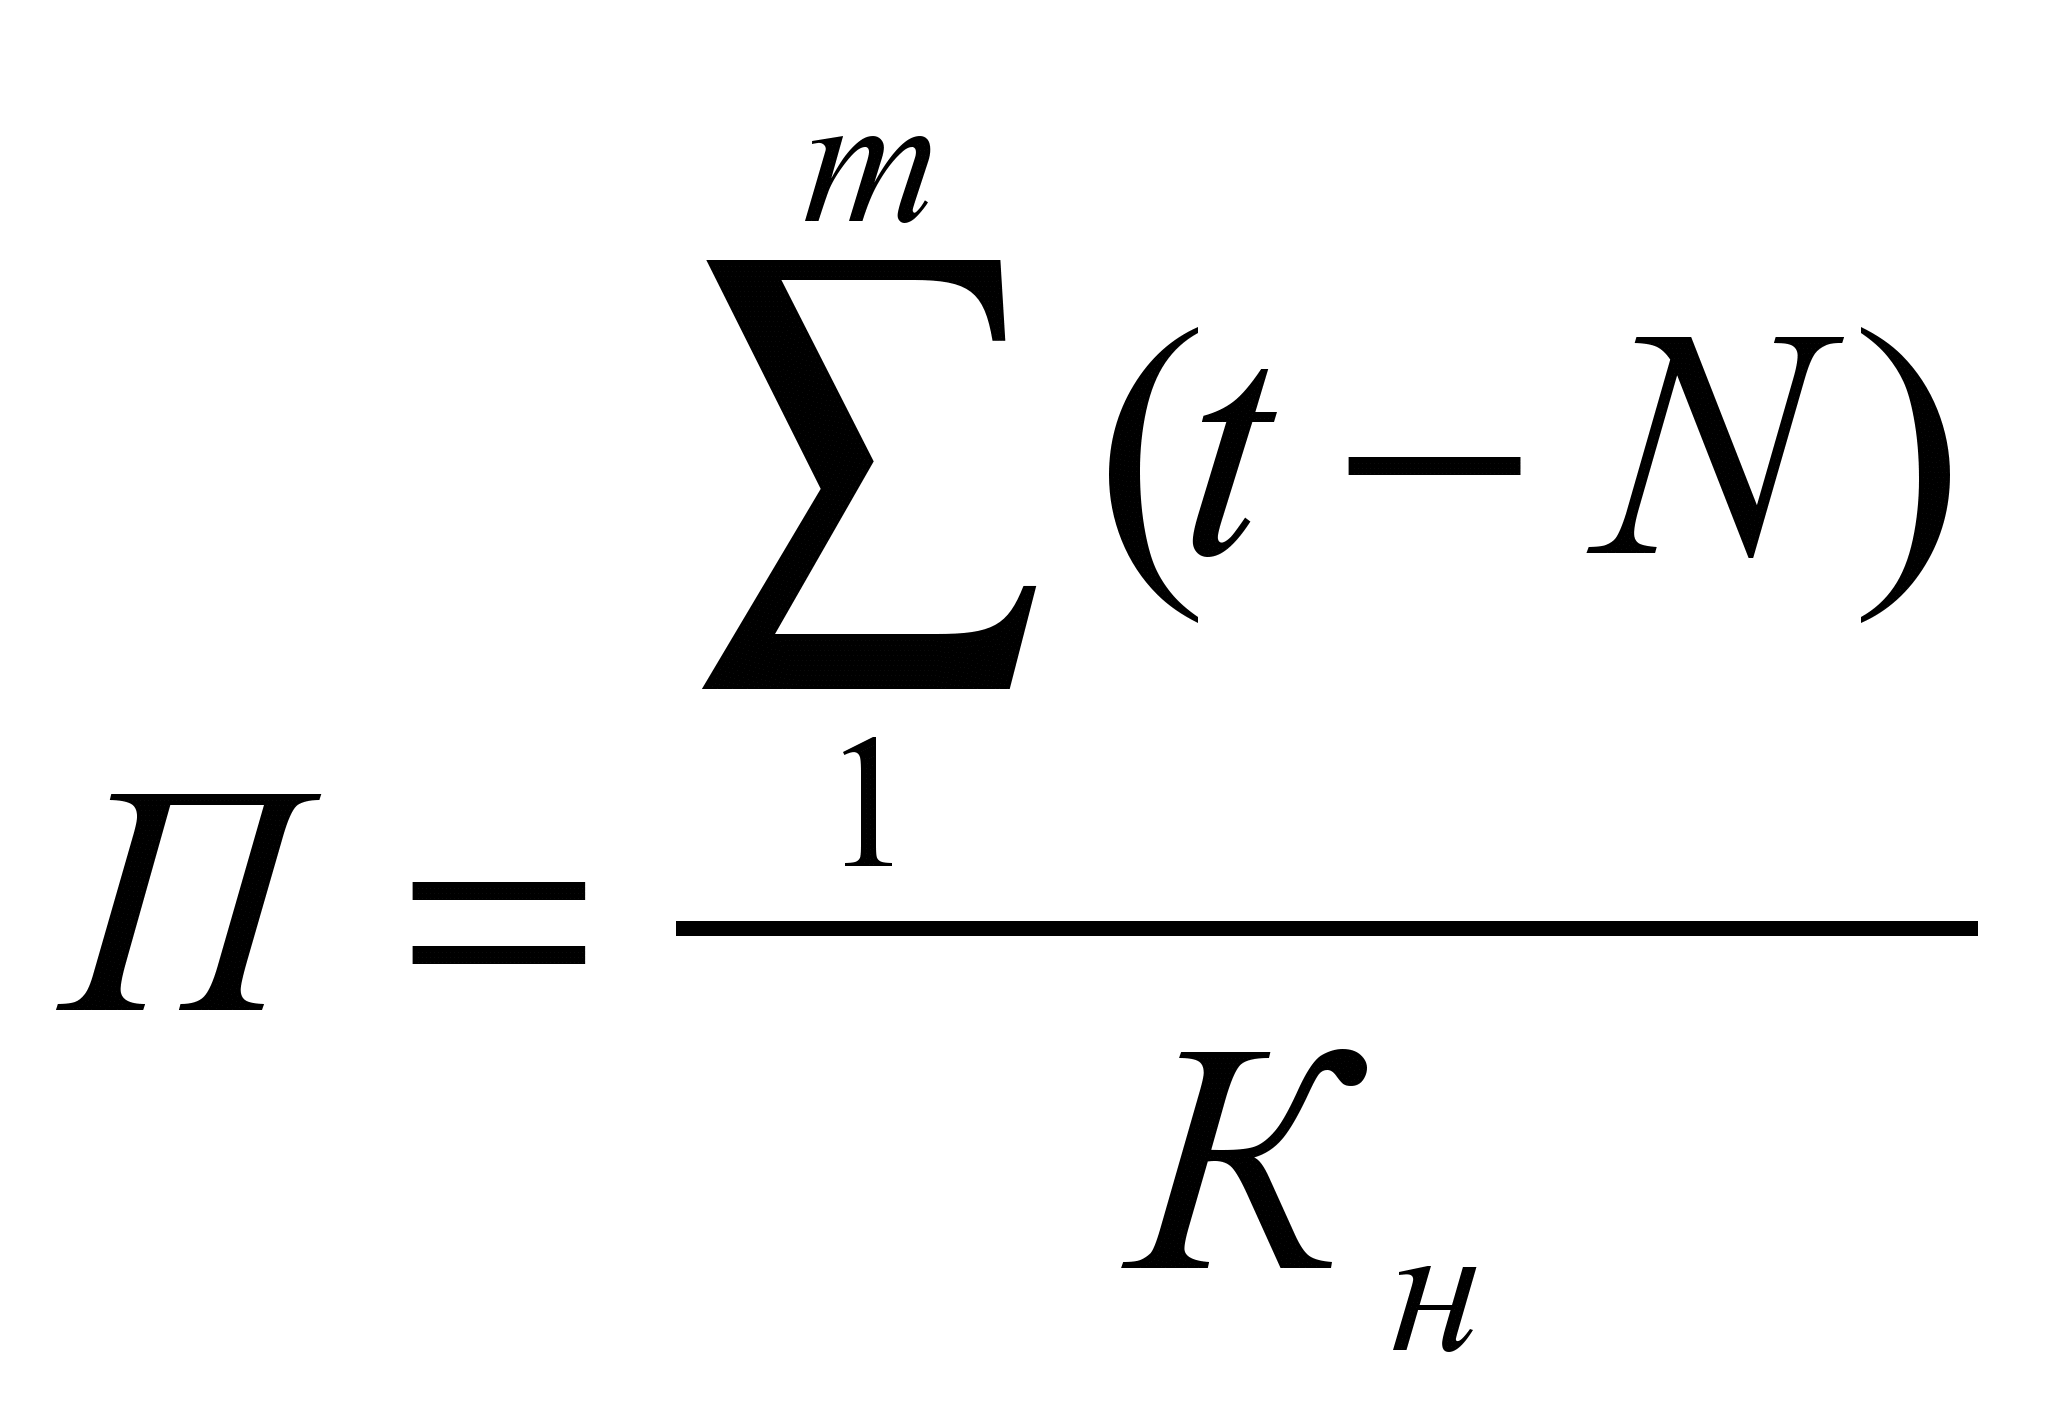 m
∑ (t − N)
1
П =
К н